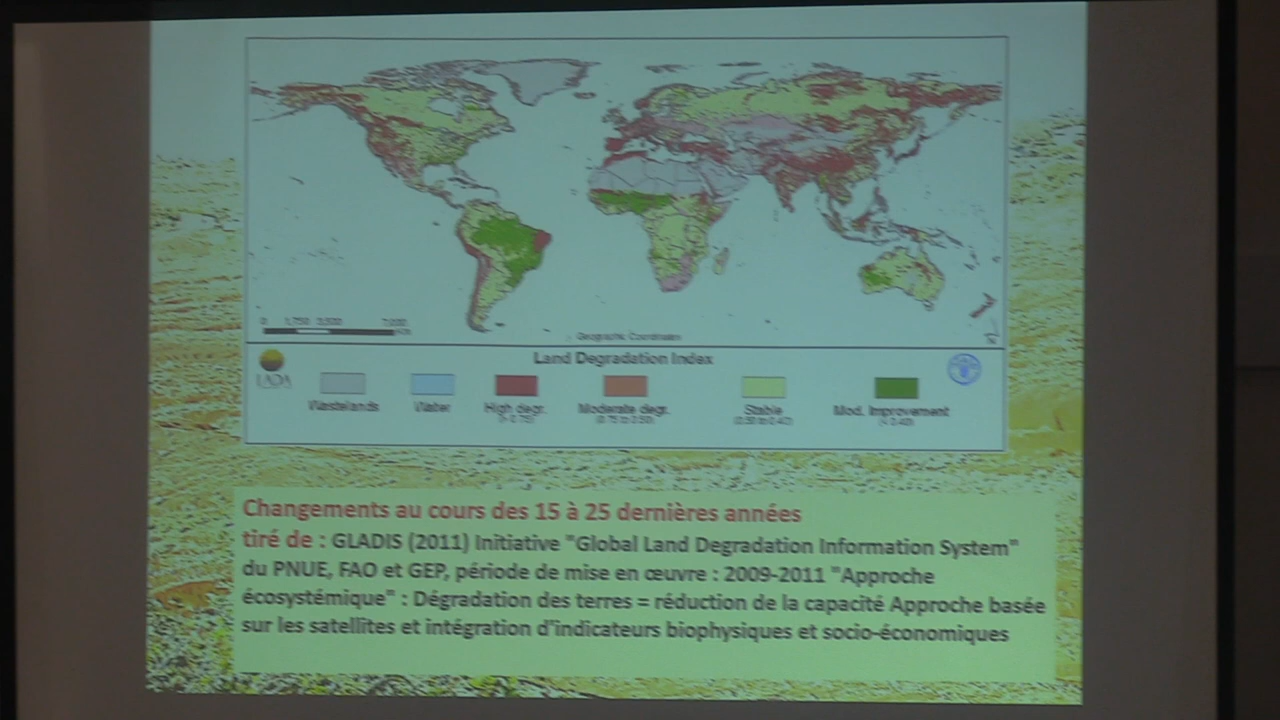 Geographic Coordinates
Land Degradation Index
LADA
Wastelands Water High degr. Moderate degr. Stable Mod. Improvement
Changements au cours des 15 à 25 dernières années
tiré de : GLADIS (2011) Initiative "Global Land Degradation Information System"
du PNUE, FAO et GEP, période de mise en œuvre : 2009-2011 "Approche
écosystémique" : Dégradation des terres = réduction de la capacité Approche basée
sur les satellites et intégration d'indicateurs biophysiques et socio-économiques